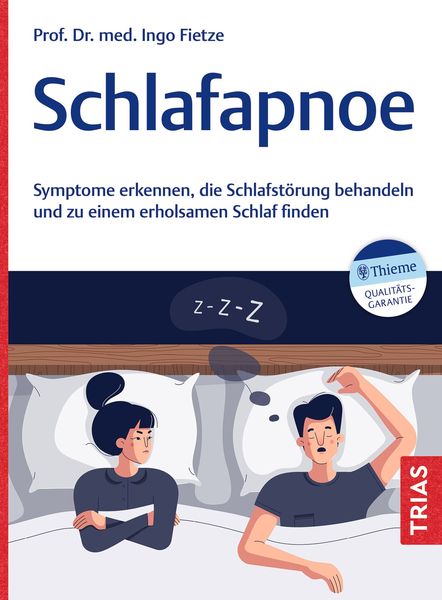 Prof. Dr. med. Ingo Fietze
Schlafapnoe
Symptome erkennen, die Schlafstörung behandeln
und zu einem erholsamen Schlaf finden
Thieme
QUALITÄTS-
GARANTIE
z-z-Z
TRIAS